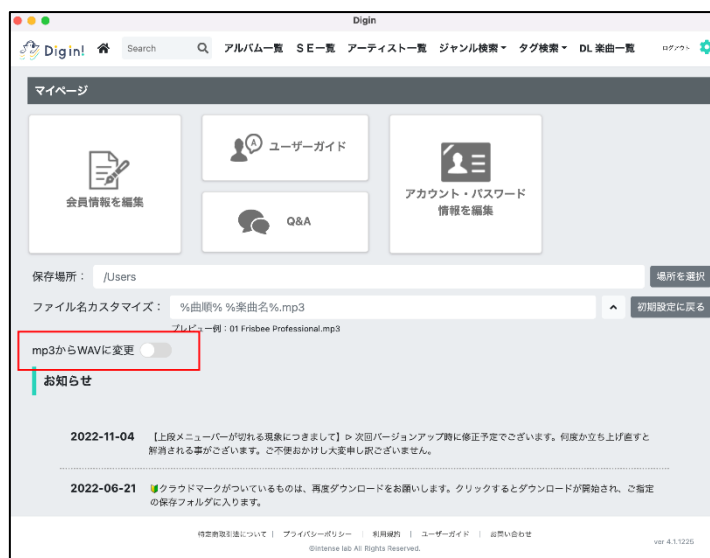 Digin
Digin! Search アルバム一覧 SE一覧 アーティスト一覧 ジャンル検索 タグ検索 DL 楽曲一覧 ログアウト
マイページ
会員情報を編集
ユーザーガイド
Q&A
アカウント・パスワード
情報を編集
保存場所： /Users 場所を選択
ファイル名カスタマイズ： %曲順% %楽曲名%.mp3 初期設定に戻る
プレビュー例：01 Frisbee Professional.mp3
mp3からWAVに変更
お知らせ
2022-11-04 【上段メニューバーが切れる現象につきまして】▷ 次回バージョンアップ時に修正予定でございます。何度か立ち上げ直すと
解消される事がございます。ご不便おかけし大変申し訳ございません。
2022-06-21 🔰クラウドマークがついているものは、再度ダウンロードをお願いします。クリックするとダウンロードが開始され、ご指定
の保存フォルダに入ります。
特定商取引法について | プライバシーポリシー | 利用規約 | ユーザーガイド | お問い合わせ
©Intense lab All Rights Reserved.
ver 4.1.1225